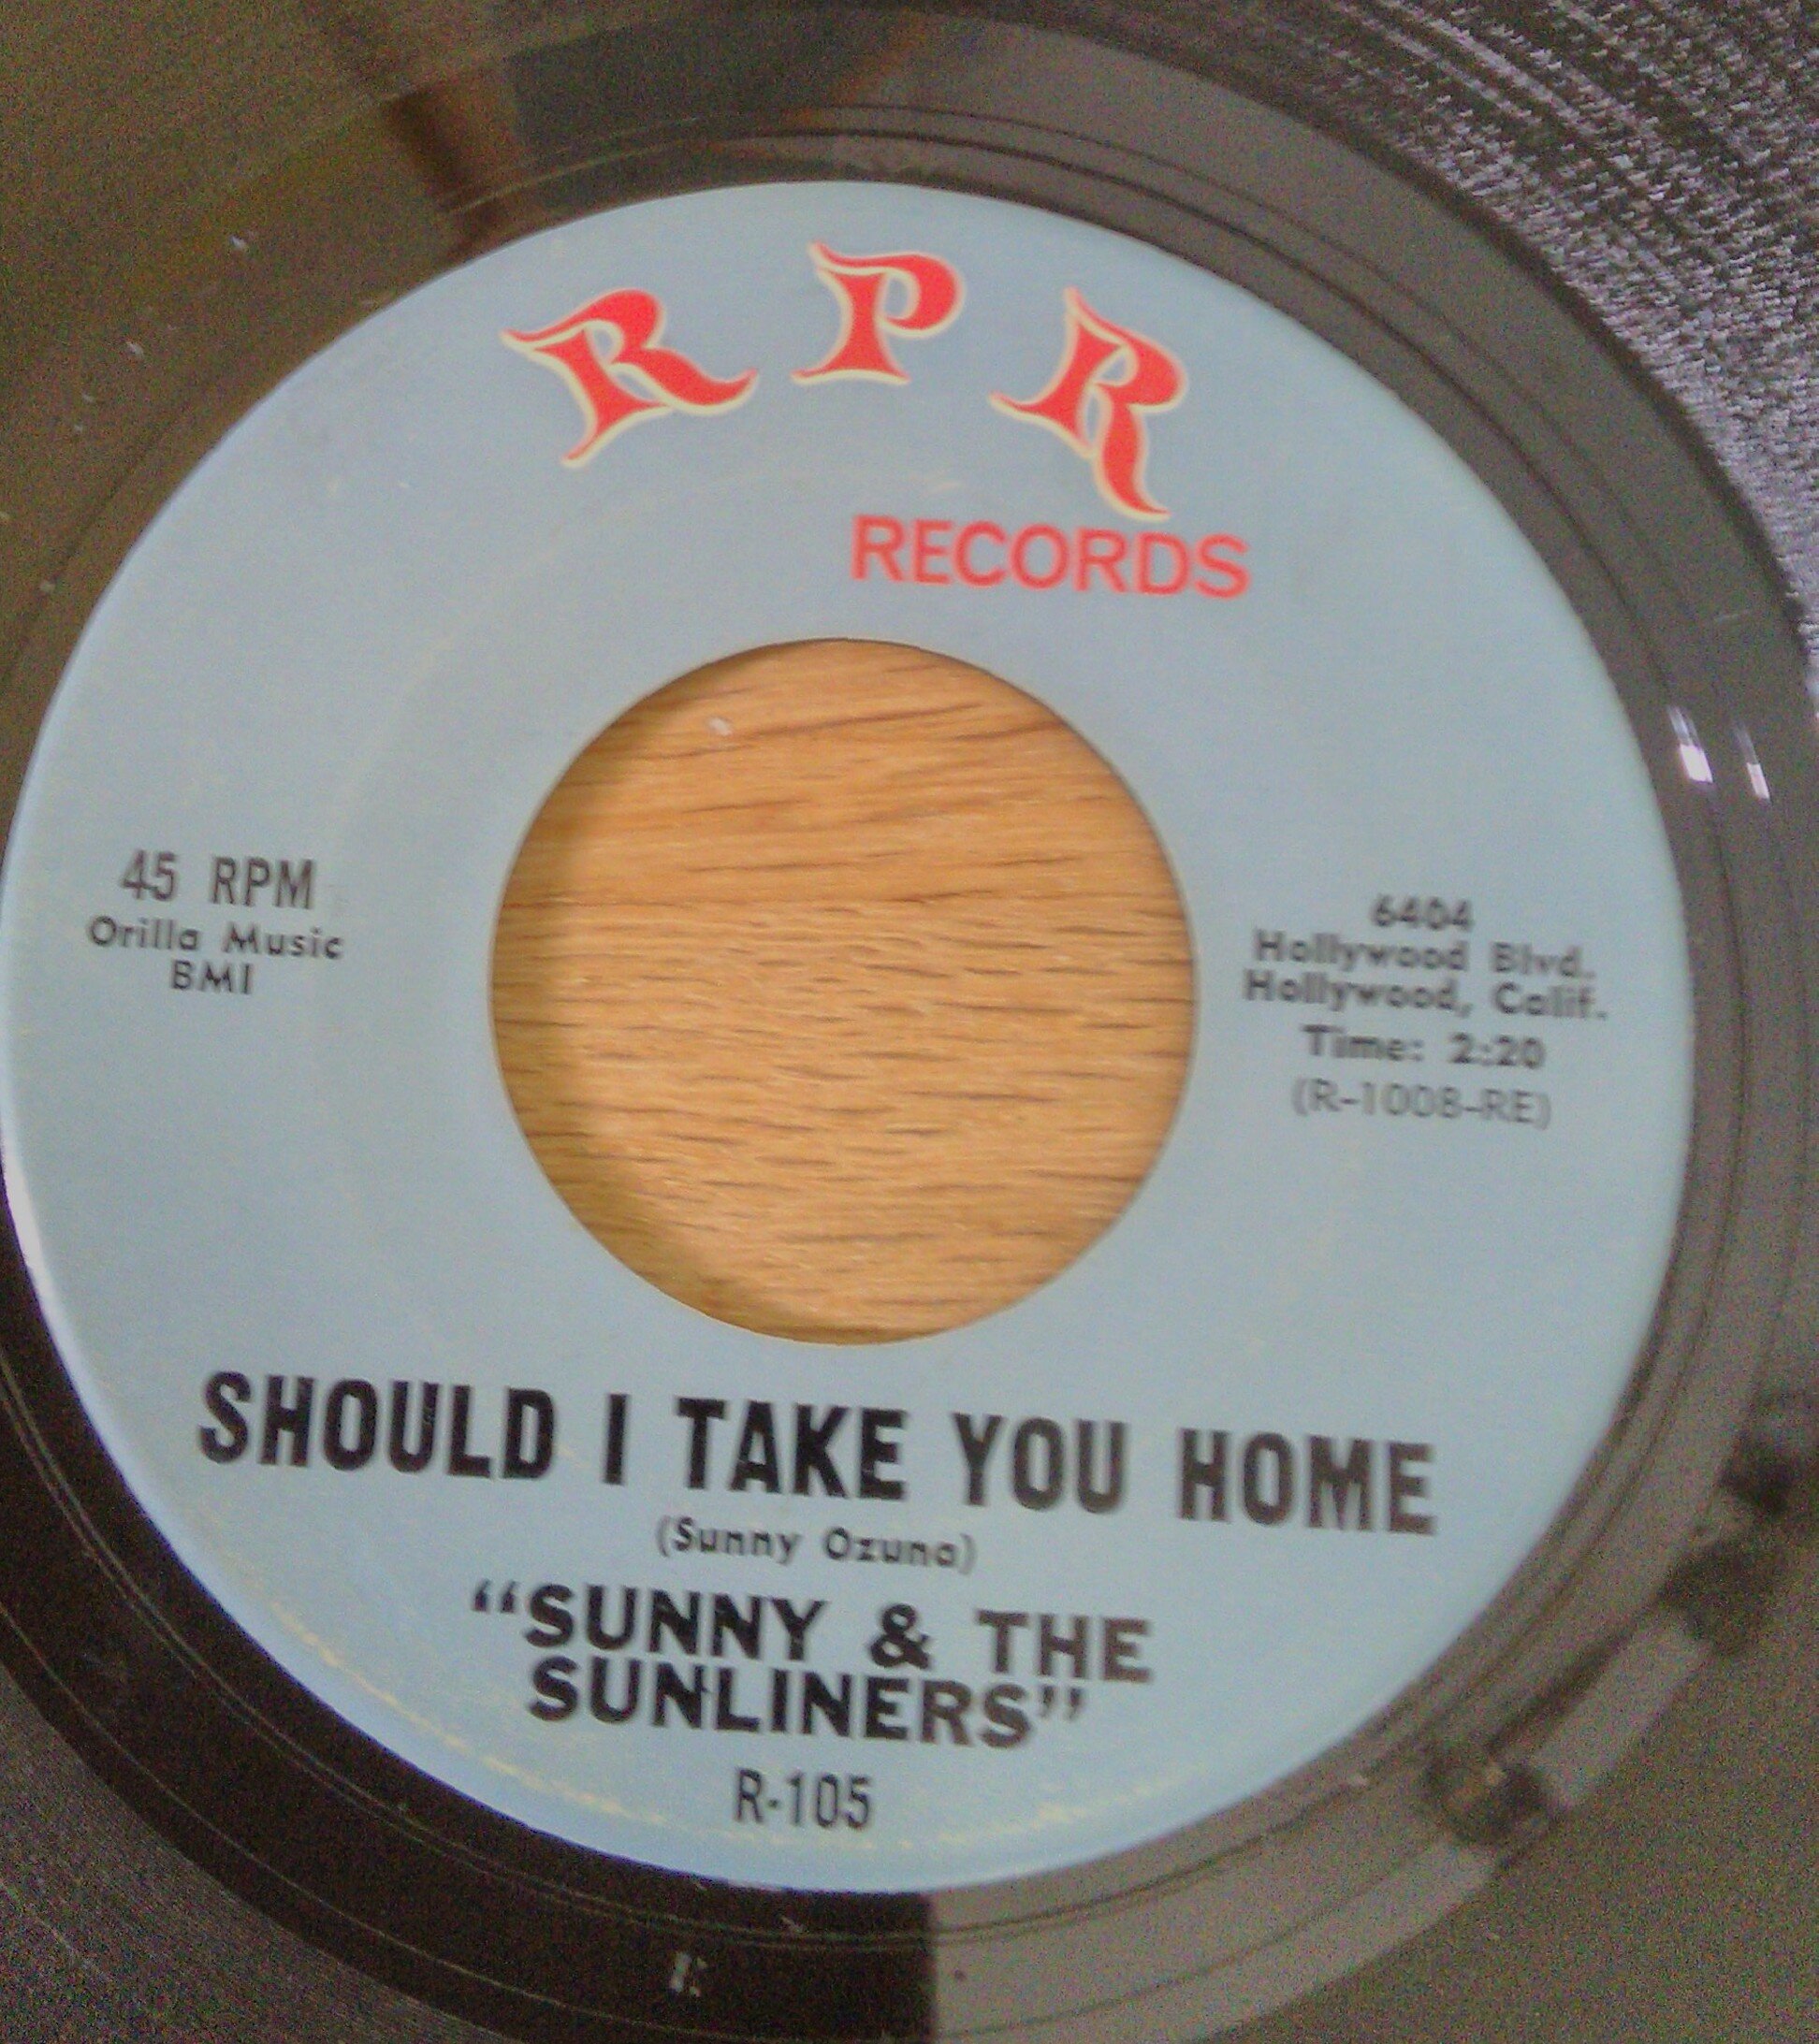 R P R
RECORDS
45 RPM
Orilla Music
BMI
6404
Hollywood Blvd.
Hollywood, Calif.
Time: 2:20
(R-1008-RE)
SHOULD I TAKE YOU HOME
(Sunny Ozuna)
“SUNNY & THE
SUNLINERS”
R-105